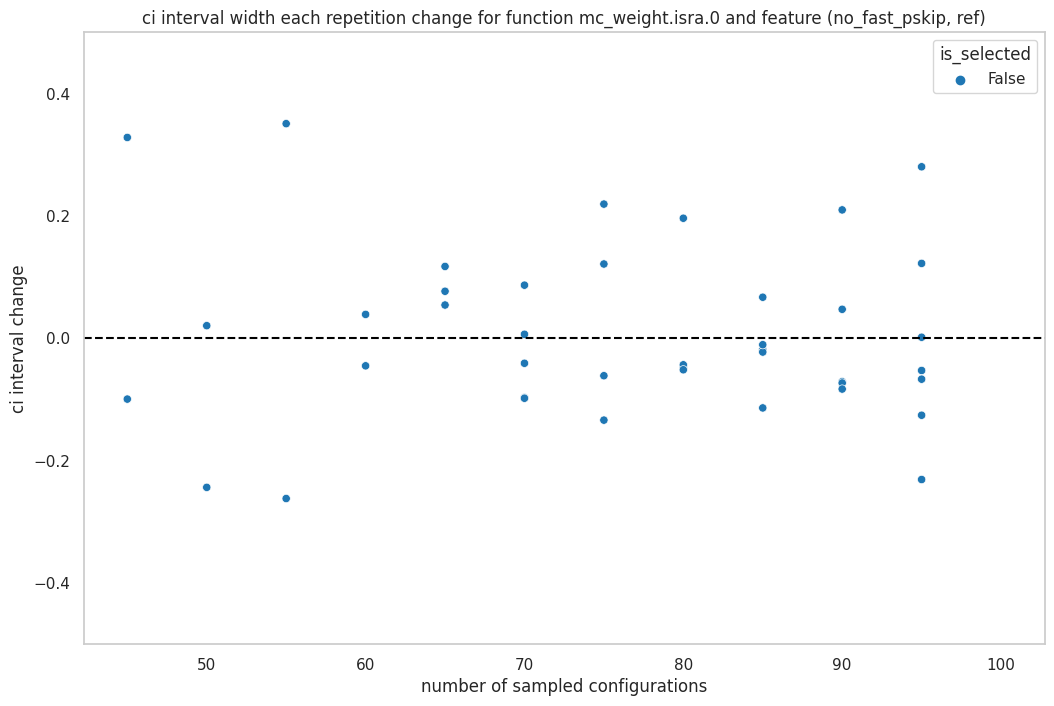 ci interval width each repetition change for function mc_weight.isra.0 and feature (no_fast_pskip, ref)
is_selected
False
0.4
0.2
0.0
−0.2
−0.4
ci interval change
50
60
70
80
90
100
number of sampled configurations